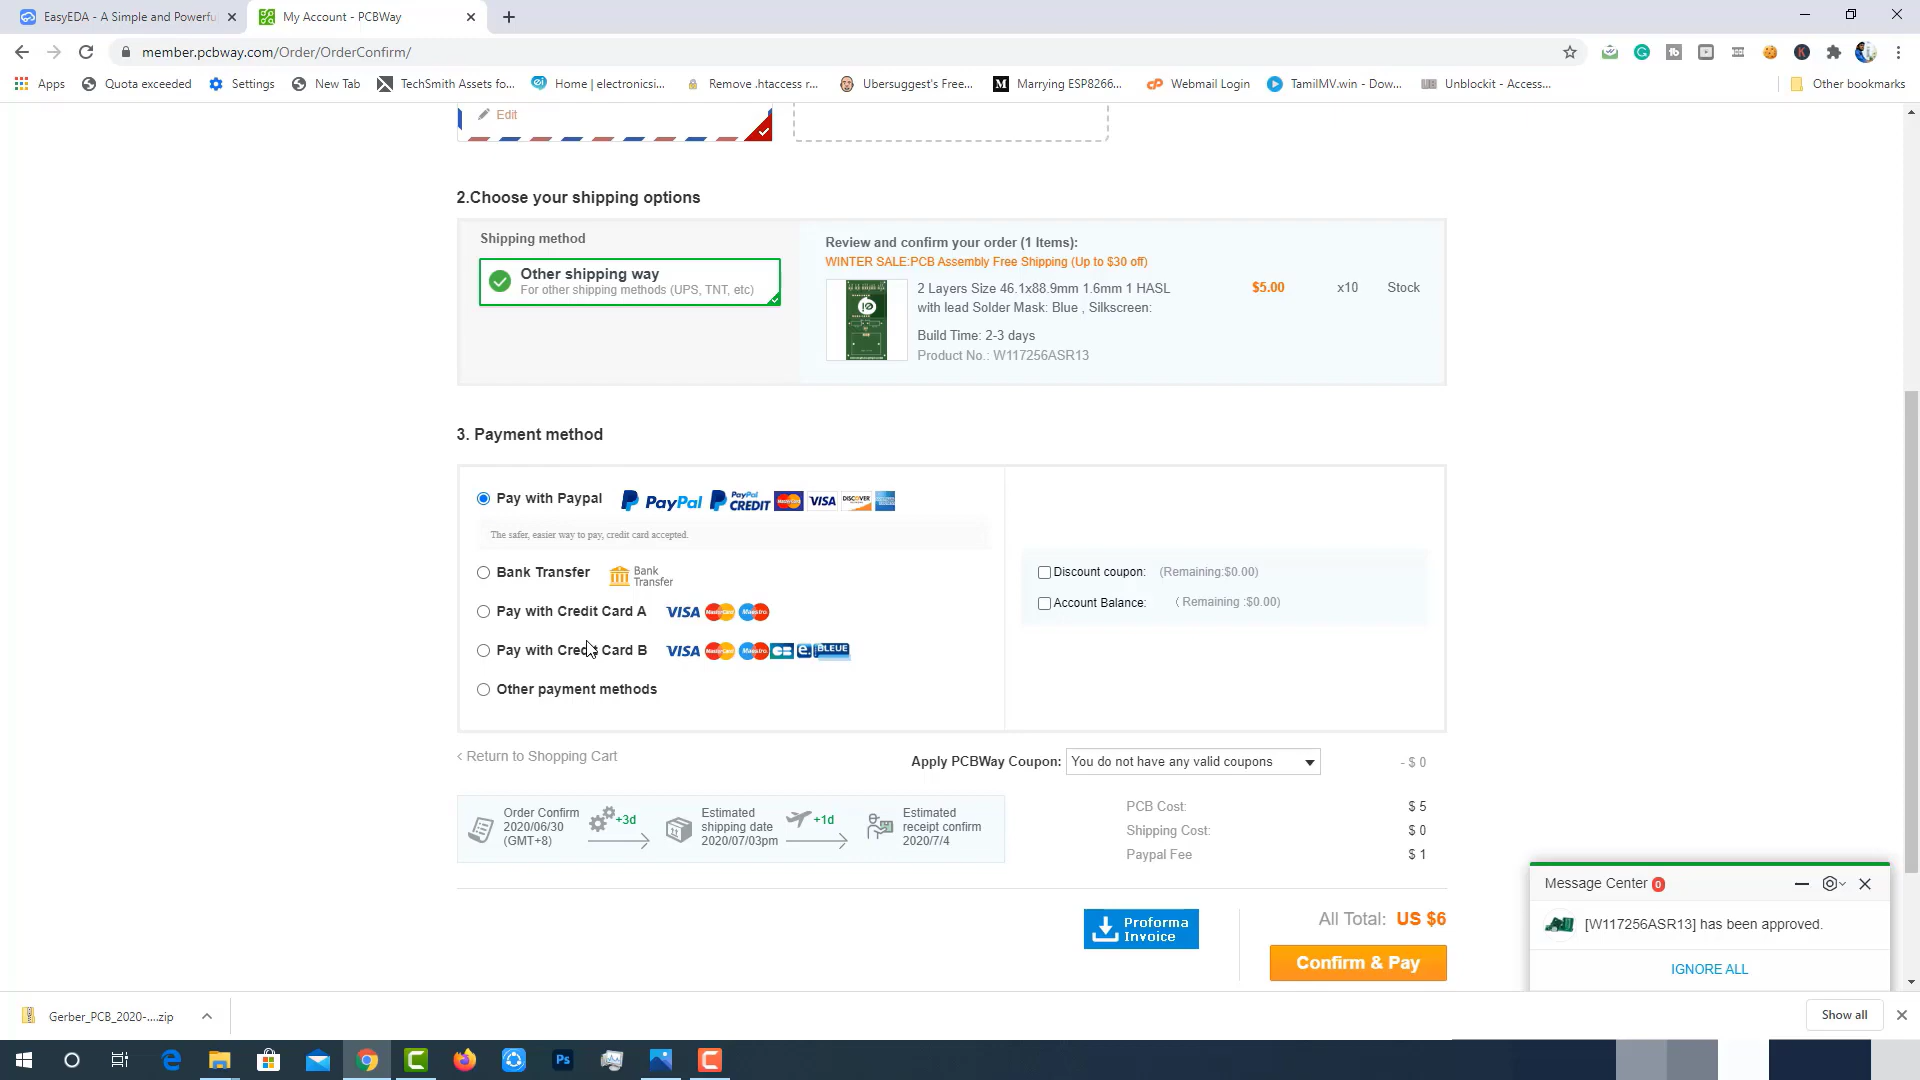 EasyEDA - A Simple and Powerfu
My Account - PCBWay
member.pcbway.com/Order/OrderConfirm/
Apps
Quota exceeded
Settings
New Tab
TechSmith Assets fo...
Home | electronicsi...
Remove .htaccess r...
Ubersuggest's Free...
Marrying ESP8266...
Webmail Login
TamilMV.win - Dow...
Unblockit - Access...
Other bookmarks
Edit
2.Choose your shipping options
Shipping method
Other shipping way
For other shipping methods (UPS, TNT, etc)
Review and confirm your order (1 Items):
WINTER SALE:PCB Assembly Free Shipping (Up to $30 off)
2 Layers Size 46.1x88.9mm 1.6mm 1 HASL
with lead Solder Mask: Blue , Silkscreen:
$5.00
x10
Stock
Build Time: 2-3 days
Product No.: W117256ASR13
3. Payment method
Pay with Paypal
PayPal
PayPal CREDIT
MasterCard
VISA
DISCOVER
The safer, easier way to pay, credit card accepted.
Bank Transfer
Bank
Transfer
Pay with Credit Card A
VISA MasterCard Maestro
Pay with Credit Card B
VISA MasterCard Maestro CB e. BLEUE
Other payment methods
Discount coupon: (Remaining:$0.00)
Account Balance: ( Remaining :$0.00)
< Return to Shopping Cart
Apply PCBWay Coupon:
You do not have any valid coupons
- $ 0
Order Confirm
2020/06/30
(GMT+8)
+3d
Estimated
shipping date
2020/07/03pm
+1d
Estimated
receipt confirm
2020/7/4
PCB Cost: $ 5
Shipping Cost: $ 0
Paypal Fee $ 1
Proforma
Invoice
All Total: US $6
Confirm & Pay
Message Center 0
[W117256ASR13] has been approved.
IGNORE ALL
Gerber_PCB_2020-....zip
Show all
Ps